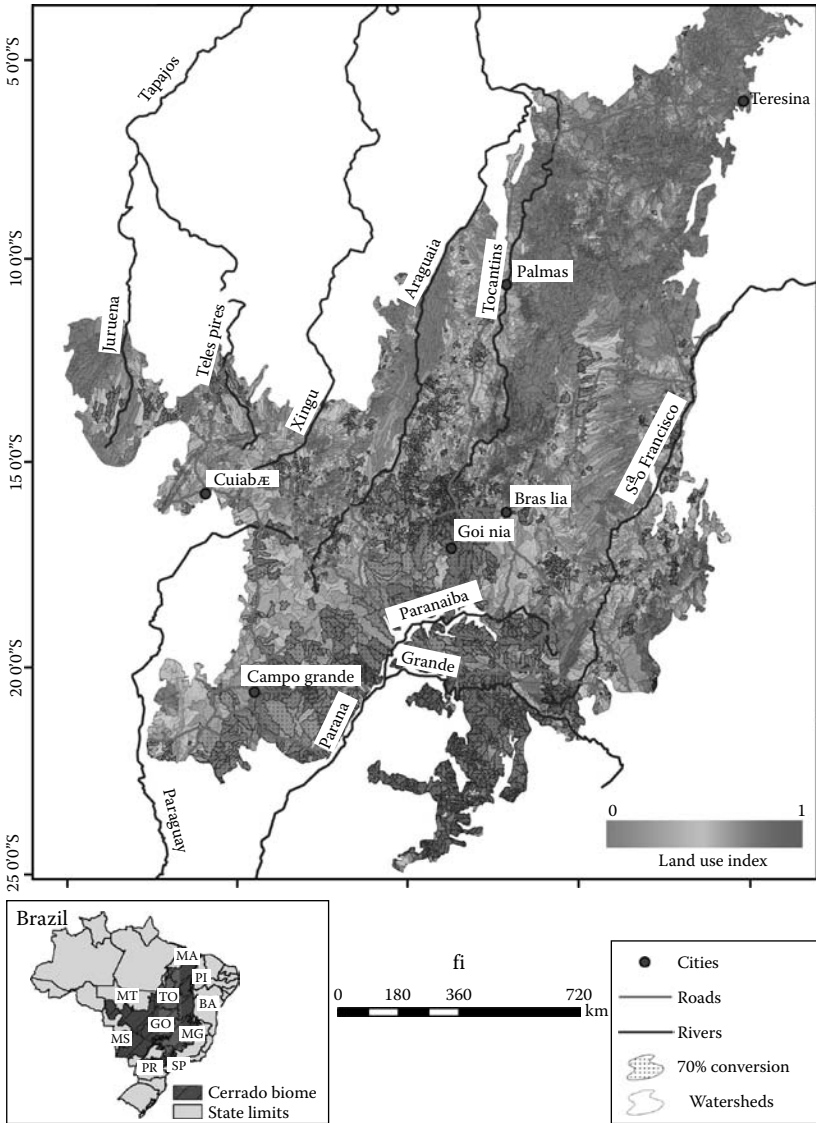 5 0'0"S
10 0'0"S
15 0'0"S
20 0'0"S
25 0'0"S
Tapajos
Teresina
Araguaia
Tocantins
Palmas
Juruena
Teles pires
Xingu
São Francisco
CuiabÆ
Bras lia
Goi nia
Paranaiba
Grande
Campo grande
Parana
Paraguay
0 1
Land use index
Brazil
MA
PI
MT
TO
BA
GO
MG
MS
PR
SP
Cerrado biome
State limits
fi
0 180 360 720
km
Cities
Roads
Rivers
70% conversion
Watersheds